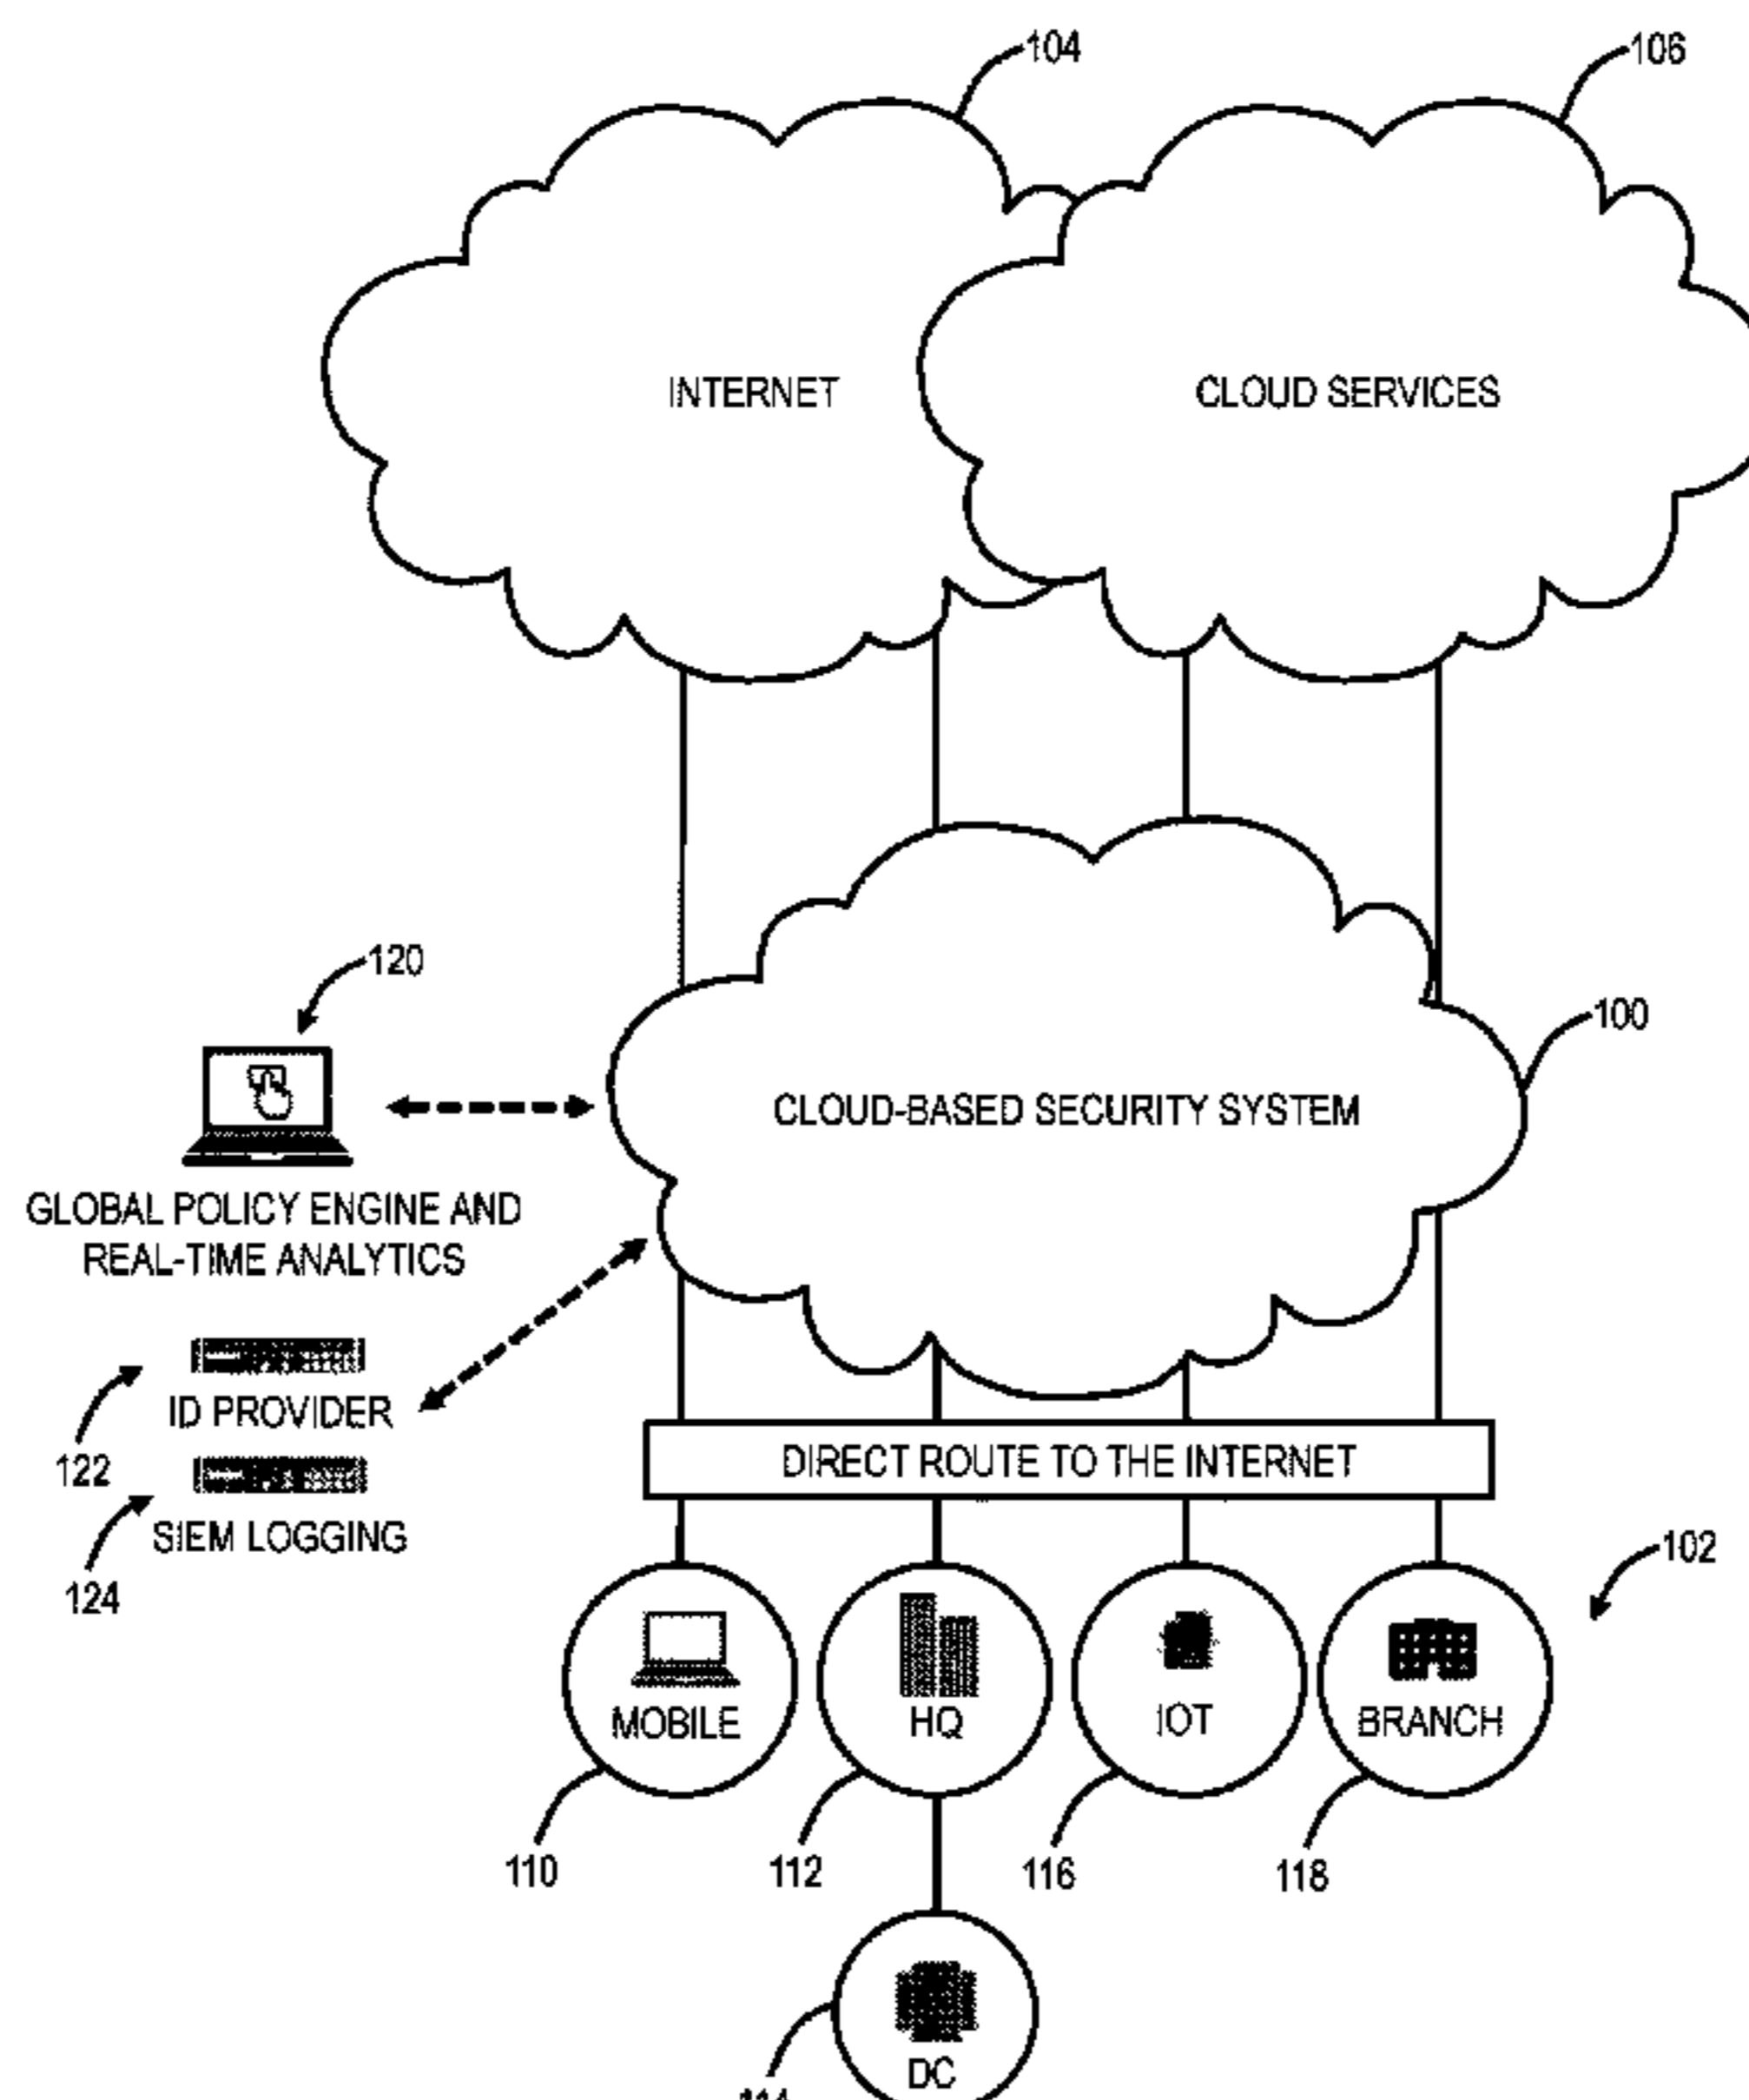 104
106
INTERNET
CLOUD SERVICES
120
100
CLOUD-BASED SECURITY SYSTEM
GLOBAL POLICY ENGINE AND
REAL-TIME ANALYTICS
ID PROVIDER
122
DIRECT ROUTE TO THE INTERNET
SIEM LOGGING
124
102
MOBILE
HQ
IOT
BRANCH
110
112
116
118
DC